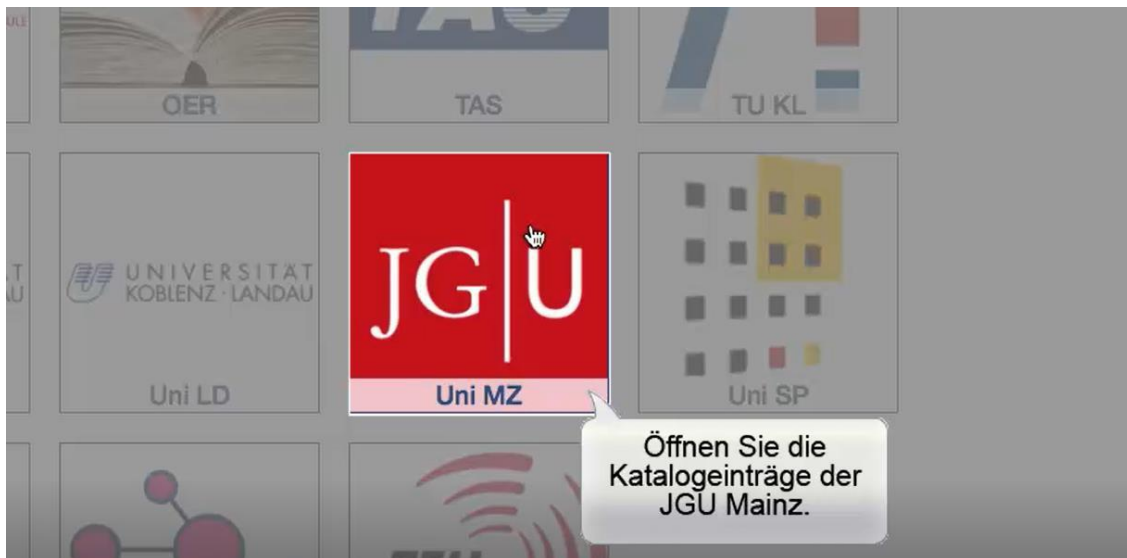 OER
TAS
TU KL
UNIVERSITÄT
KOBLENZ · LANDAU
JG|U
Uni LD
Uni MZ
Uni SP
Öffnen Sie die
Katalogeinträge der
JGU Mainz.